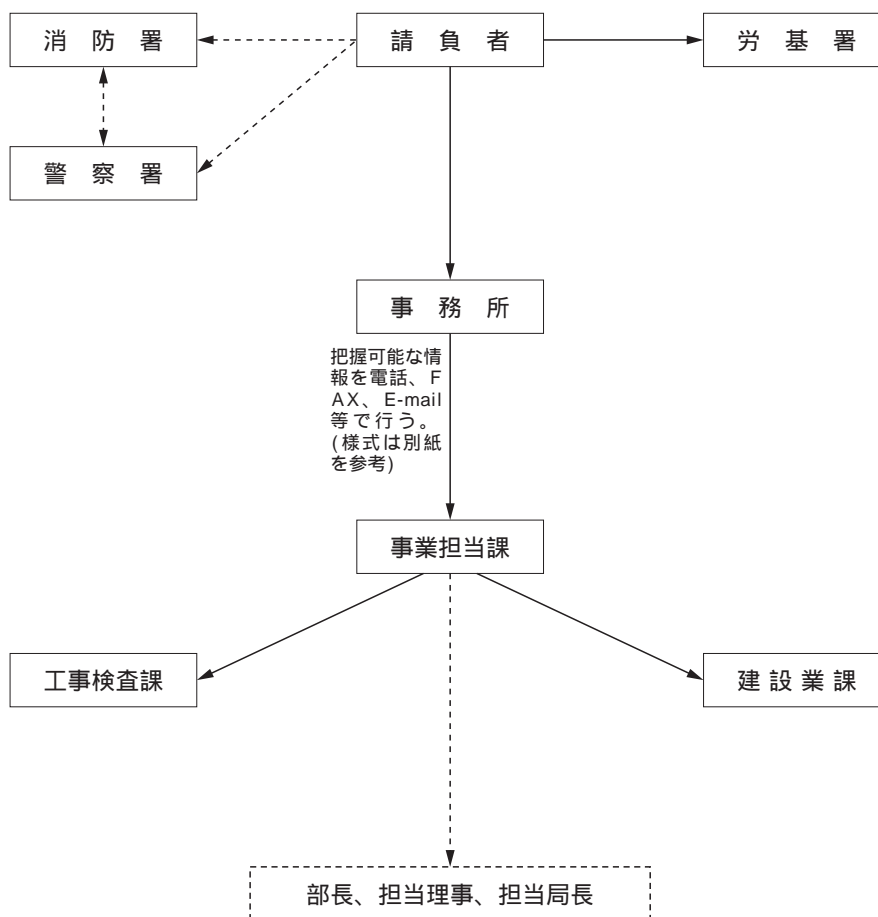 消防署
請負者
労基署
警察署
事務所
把握可能な情
報を電話、F
AX、E-mail
等で行う。
(様式は別紙
を参考)
事業担当課
工事検査課
建設業課
部長、担当理事、担当局長